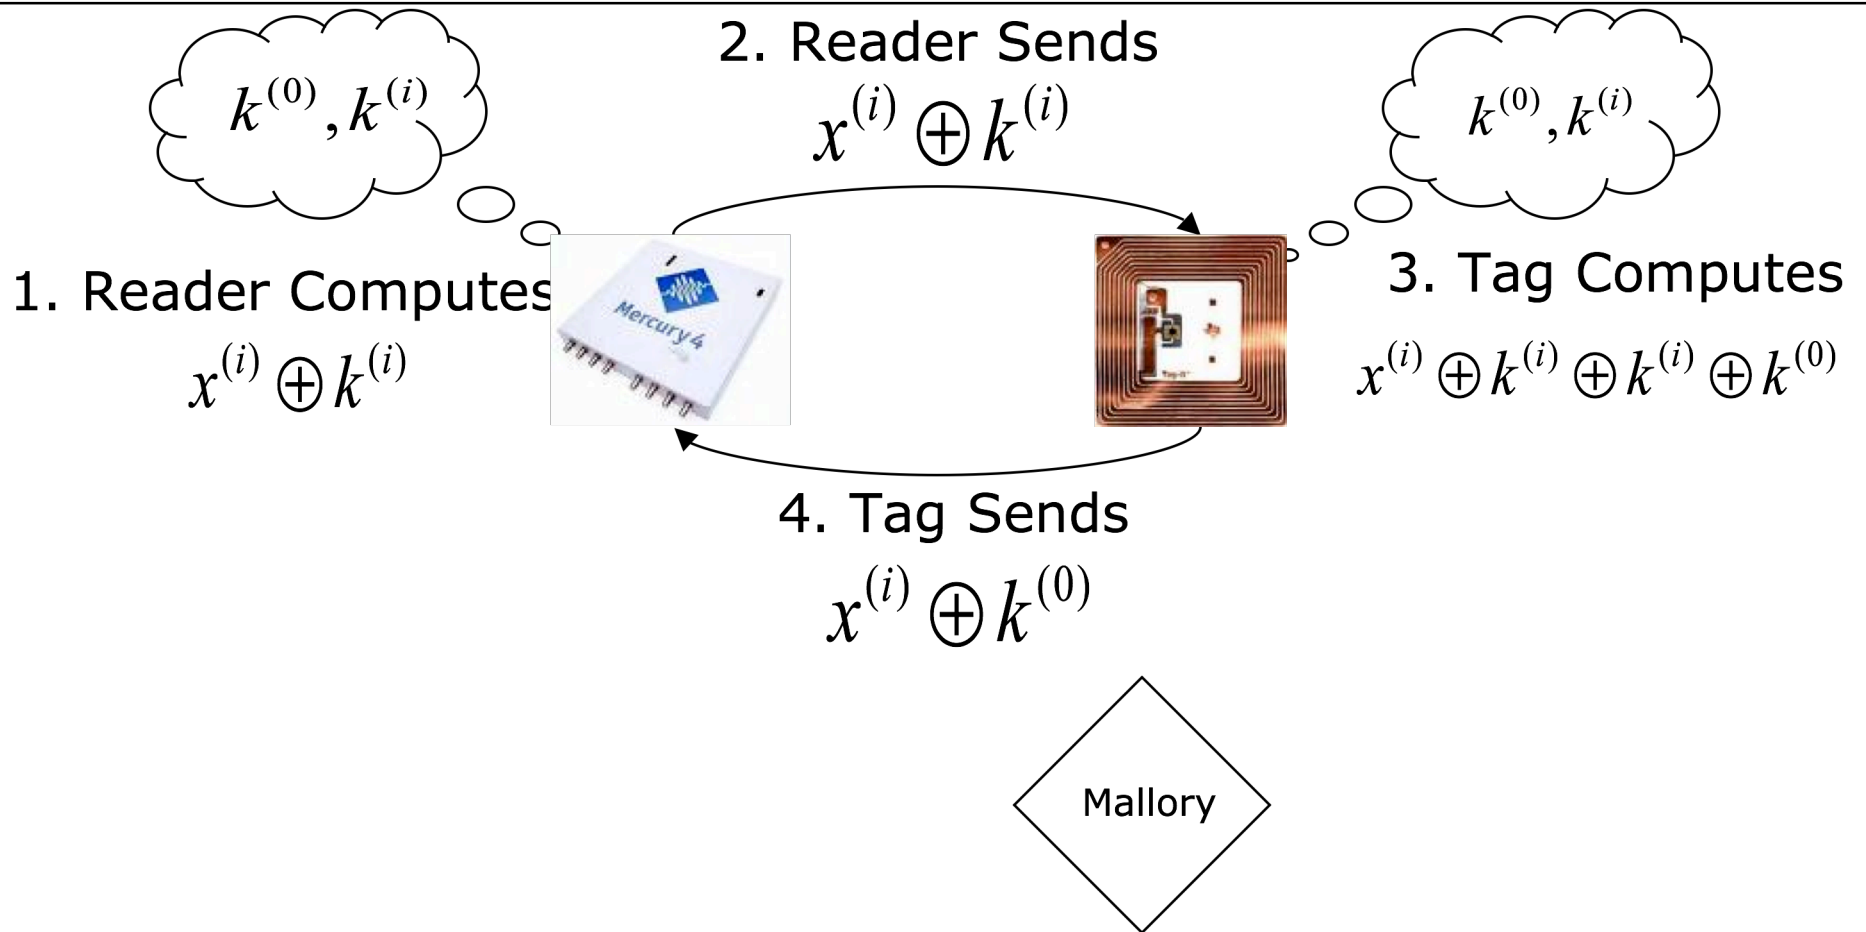 2. Reader Sends
x^(i) ⊕ k^(i)
k^(0), k^(i)
k^(0), k^(i)
1. Reader Computes
x^(i) ⊕ k^(i)
Mercury4
3. Tag Computes
x^(i) ⊕ k^(i) ⊕ k^(i) ⊕ k^(0)
4. Tag Sends
x^(i) ⊕ k^(0)
Mallory